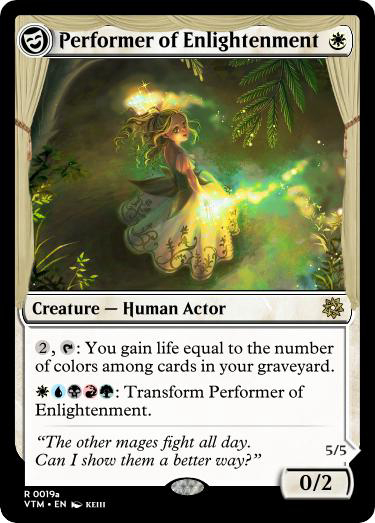 Performer of Enlightenment
Creature — Human Actor
2, : You gain life equal to the number
of colors among cards in your graveyard.
: Transform Performer of
Enlightenment.
“The other mages fight all day.
Can I show them a better way?”
5/5
0/2
R 0019a
VTM • EN KEIII